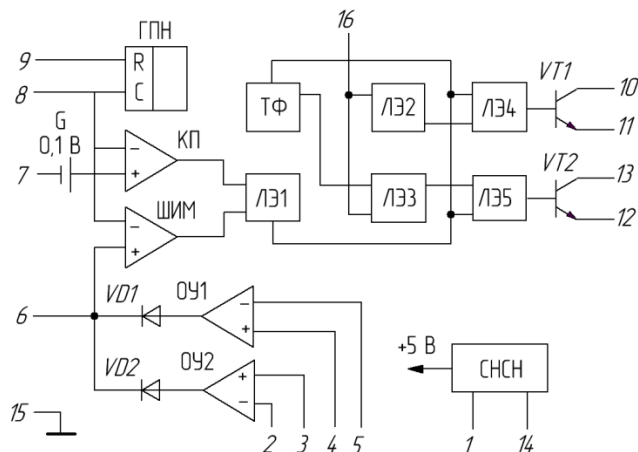 ГПН
9
R
8
C
G
0,1 В
7
КП
ШИМ
ЛЭ1
16
ТФ
ЛЭ2
ЛЭ4
VT1
10
11
ЛЭ3
ЛЭ5
VT2
13
12
6
VD1
ОУ1
VD2
ОУ2
15
2
3
4
5
+5 В
СНСН
1
14
−
+
−
+
−
+
+
−